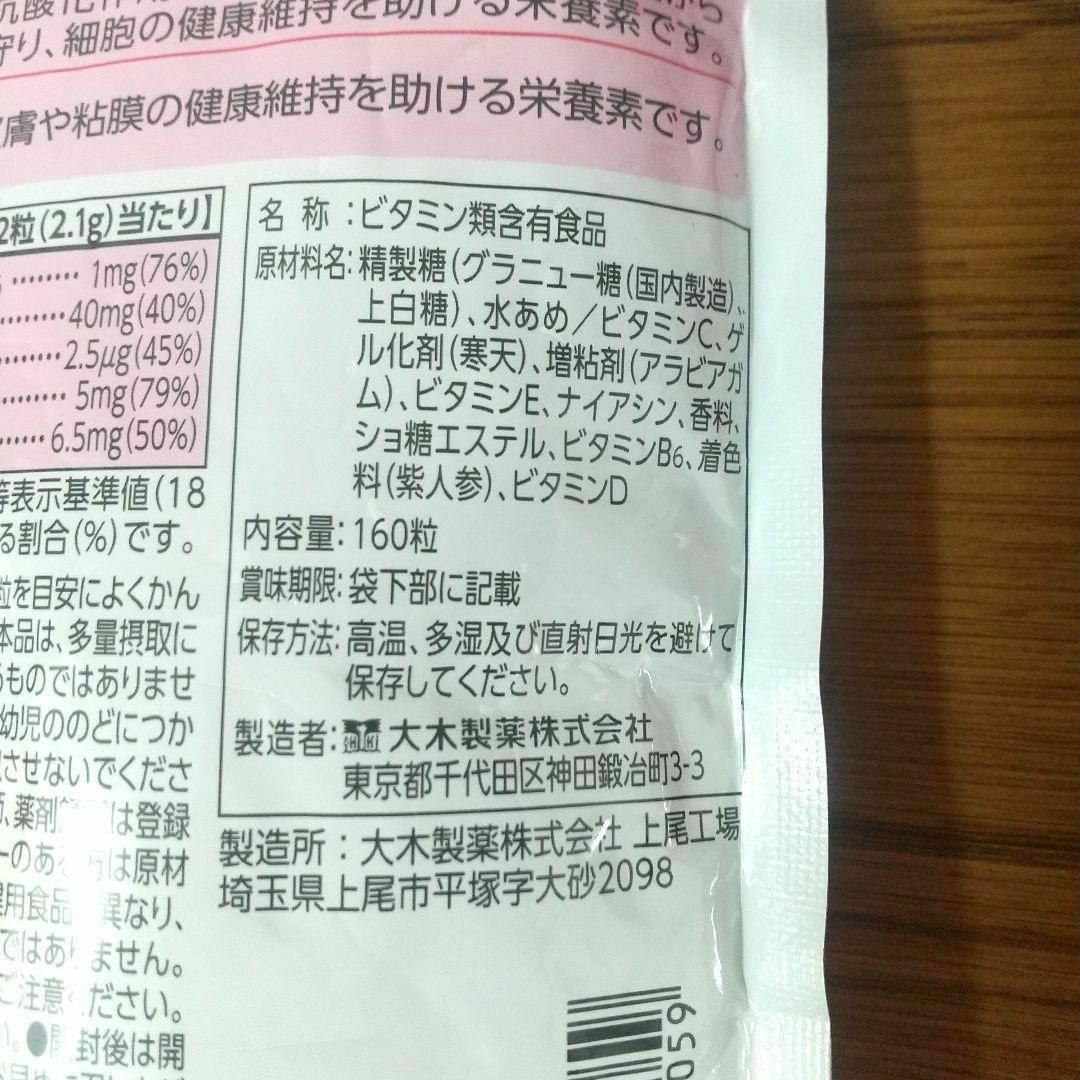 守り、細胞の健康維持を助ける栄養素です。
膚や粘膜の健康維持を助ける栄養素です。
2粒(2.1g)当たり】
1mg(76%)
40mg(40%)
2.5μg(45%)
5mg(79%)
6.5mg(50%)
等表示基準値(18
る割合(%)です。
粒を目安によくかん
本品は、多量摂取に
ものではありませ
幼児ののどにつか
させないでくださ
薬剤 は登録
のある方は原材
用食品 異なり、
ではありません。
ご注意ください。
●開封後は開
名 称 :ビタミン類含有食品
原材料名:精製糖(グラニュー糖(国内製造)、
上白糖)、水あめ/ビタミンC、ゲ
ル化剤(寒天)、増粘剤(アラビアガ
ム)、ビタミンE、ナイアシン、香料、
ショ糖エステル、ビタミンB6、着色
料(紫人参)、ビタミンD
内容量:160粒
賞味期限:袋下部に記載
保存方法:高温、多湿及び直射日光を避けて
保存してください。
製造者: 大木製薬株式会社
東京都千代田区神田鍛冶町3-3
製造所:大木製薬株式会社 上尾工場
埼玉県上尾市平塚字大砂2098
059